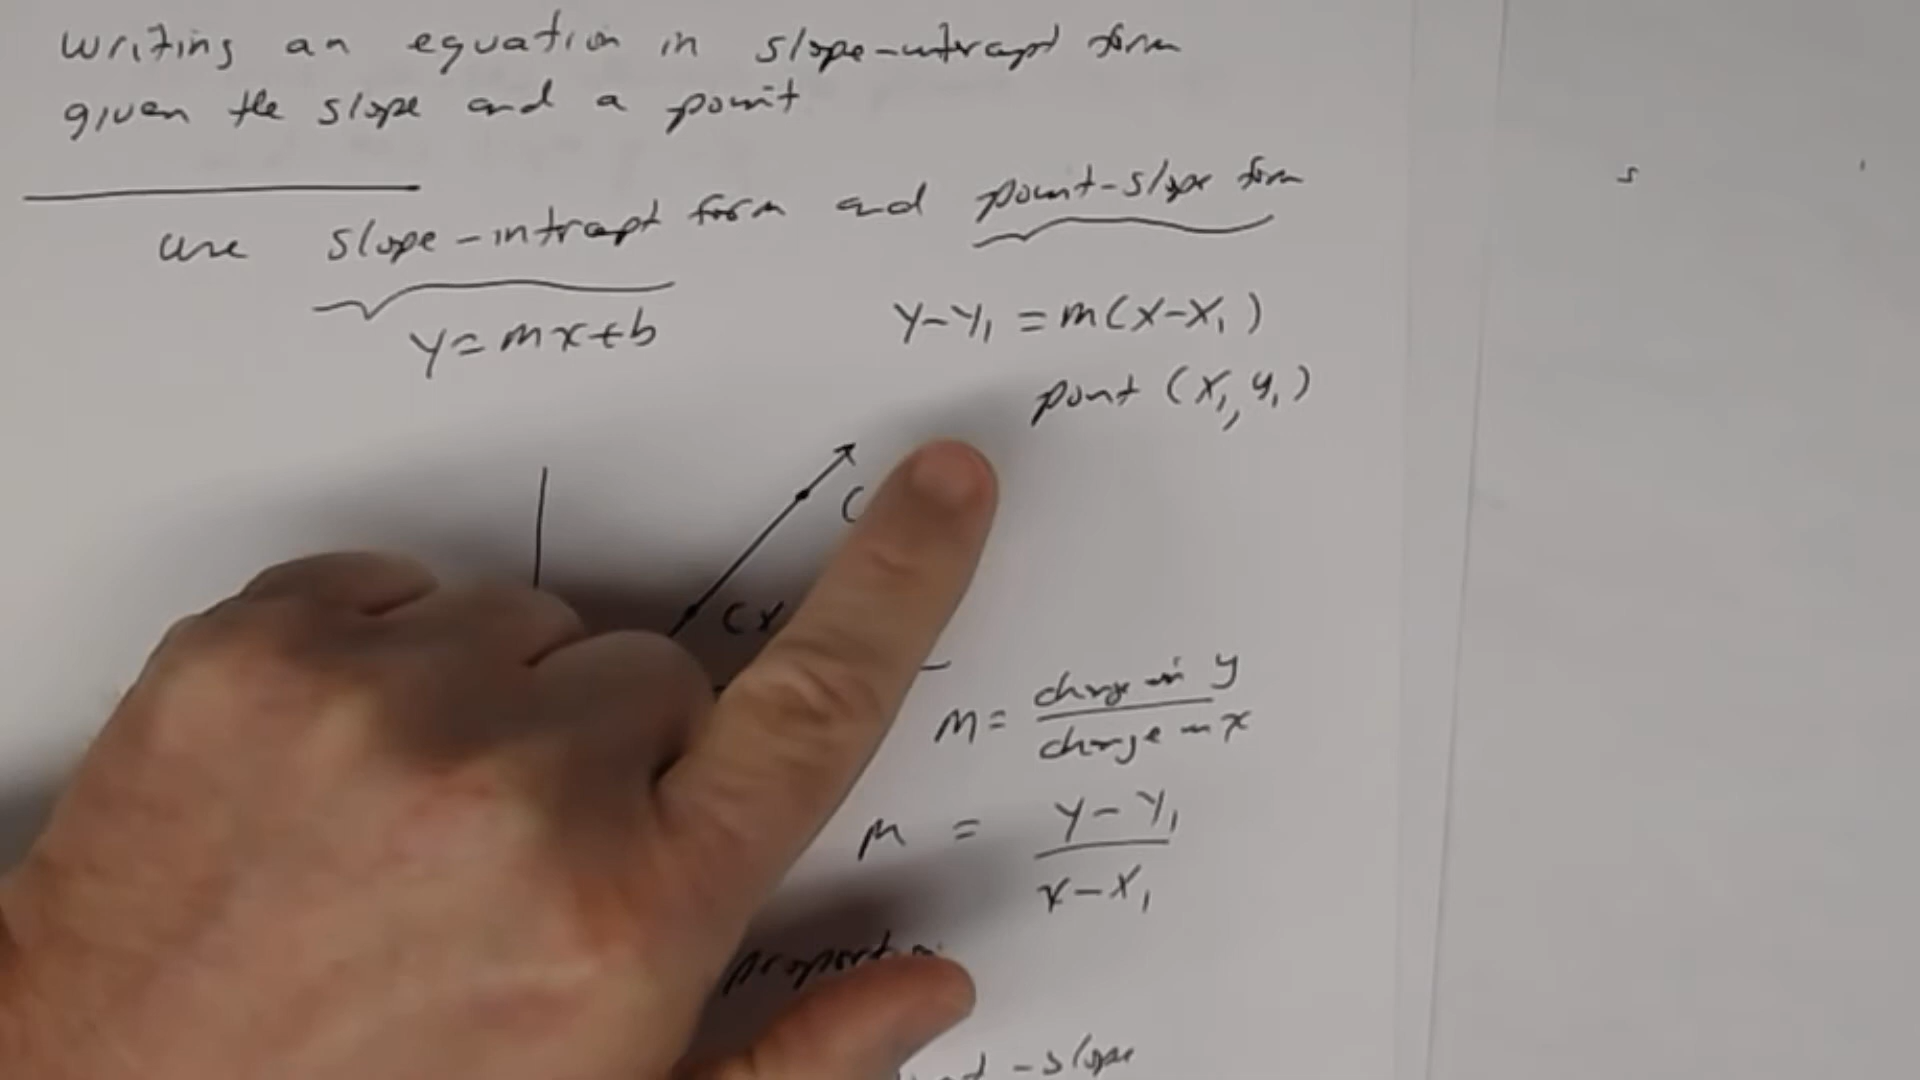 writing an equation in slope-intercept form
given the slope and a point
use slope-intercept form and point-slope form
y=mx+b
y-y₁=m(x-x₁)
point (x₁,y₁)
(
(x
m= change in y
change in x
m = y-y₁
x-x₁
-slope